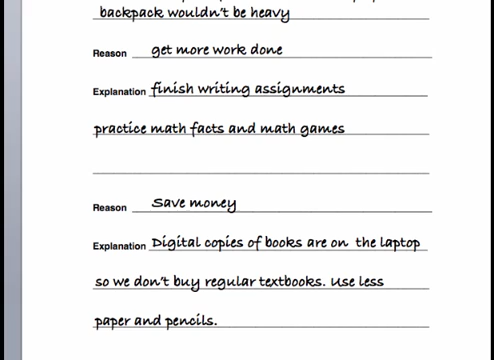 backpack wouldn't be heavy
Reason get more work done
Explanation finish writing assignments
practice math facts and math games
Reason save money
Explanation Digital copies of books are on the laptop
so we don't buy regular textbooks. Use less
paper and pencils.